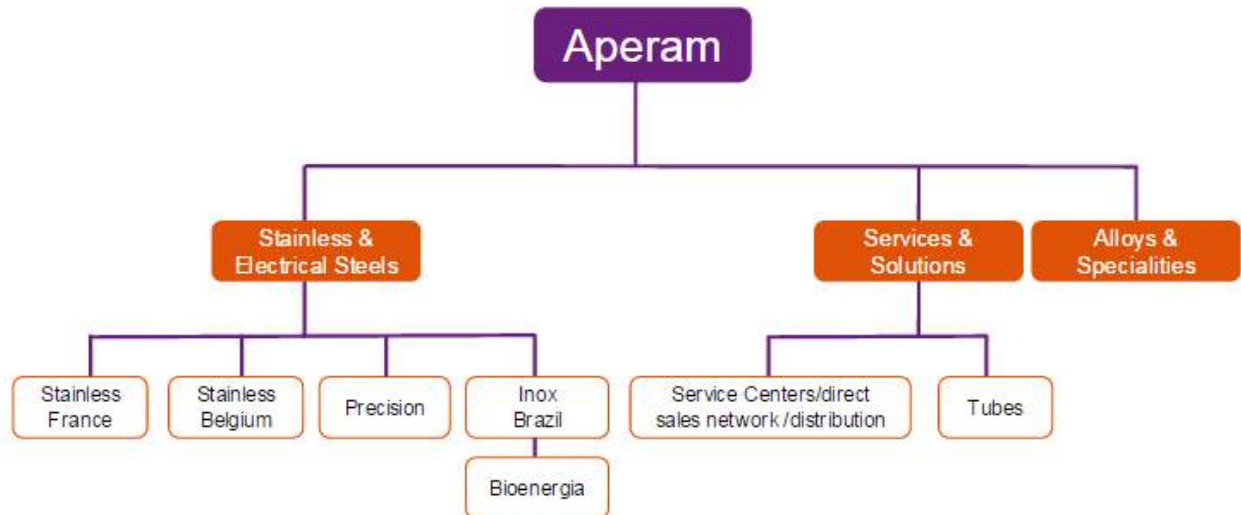 Aperam
Stainless &
Electrical Steels
Services &
Solutions
Alloys &
Specialities
Stainless
France
Stainless
Belgium
Precision
Inox
Brazil
Service Centers/direct
sales network/distribution
Tubes
Bioenergia